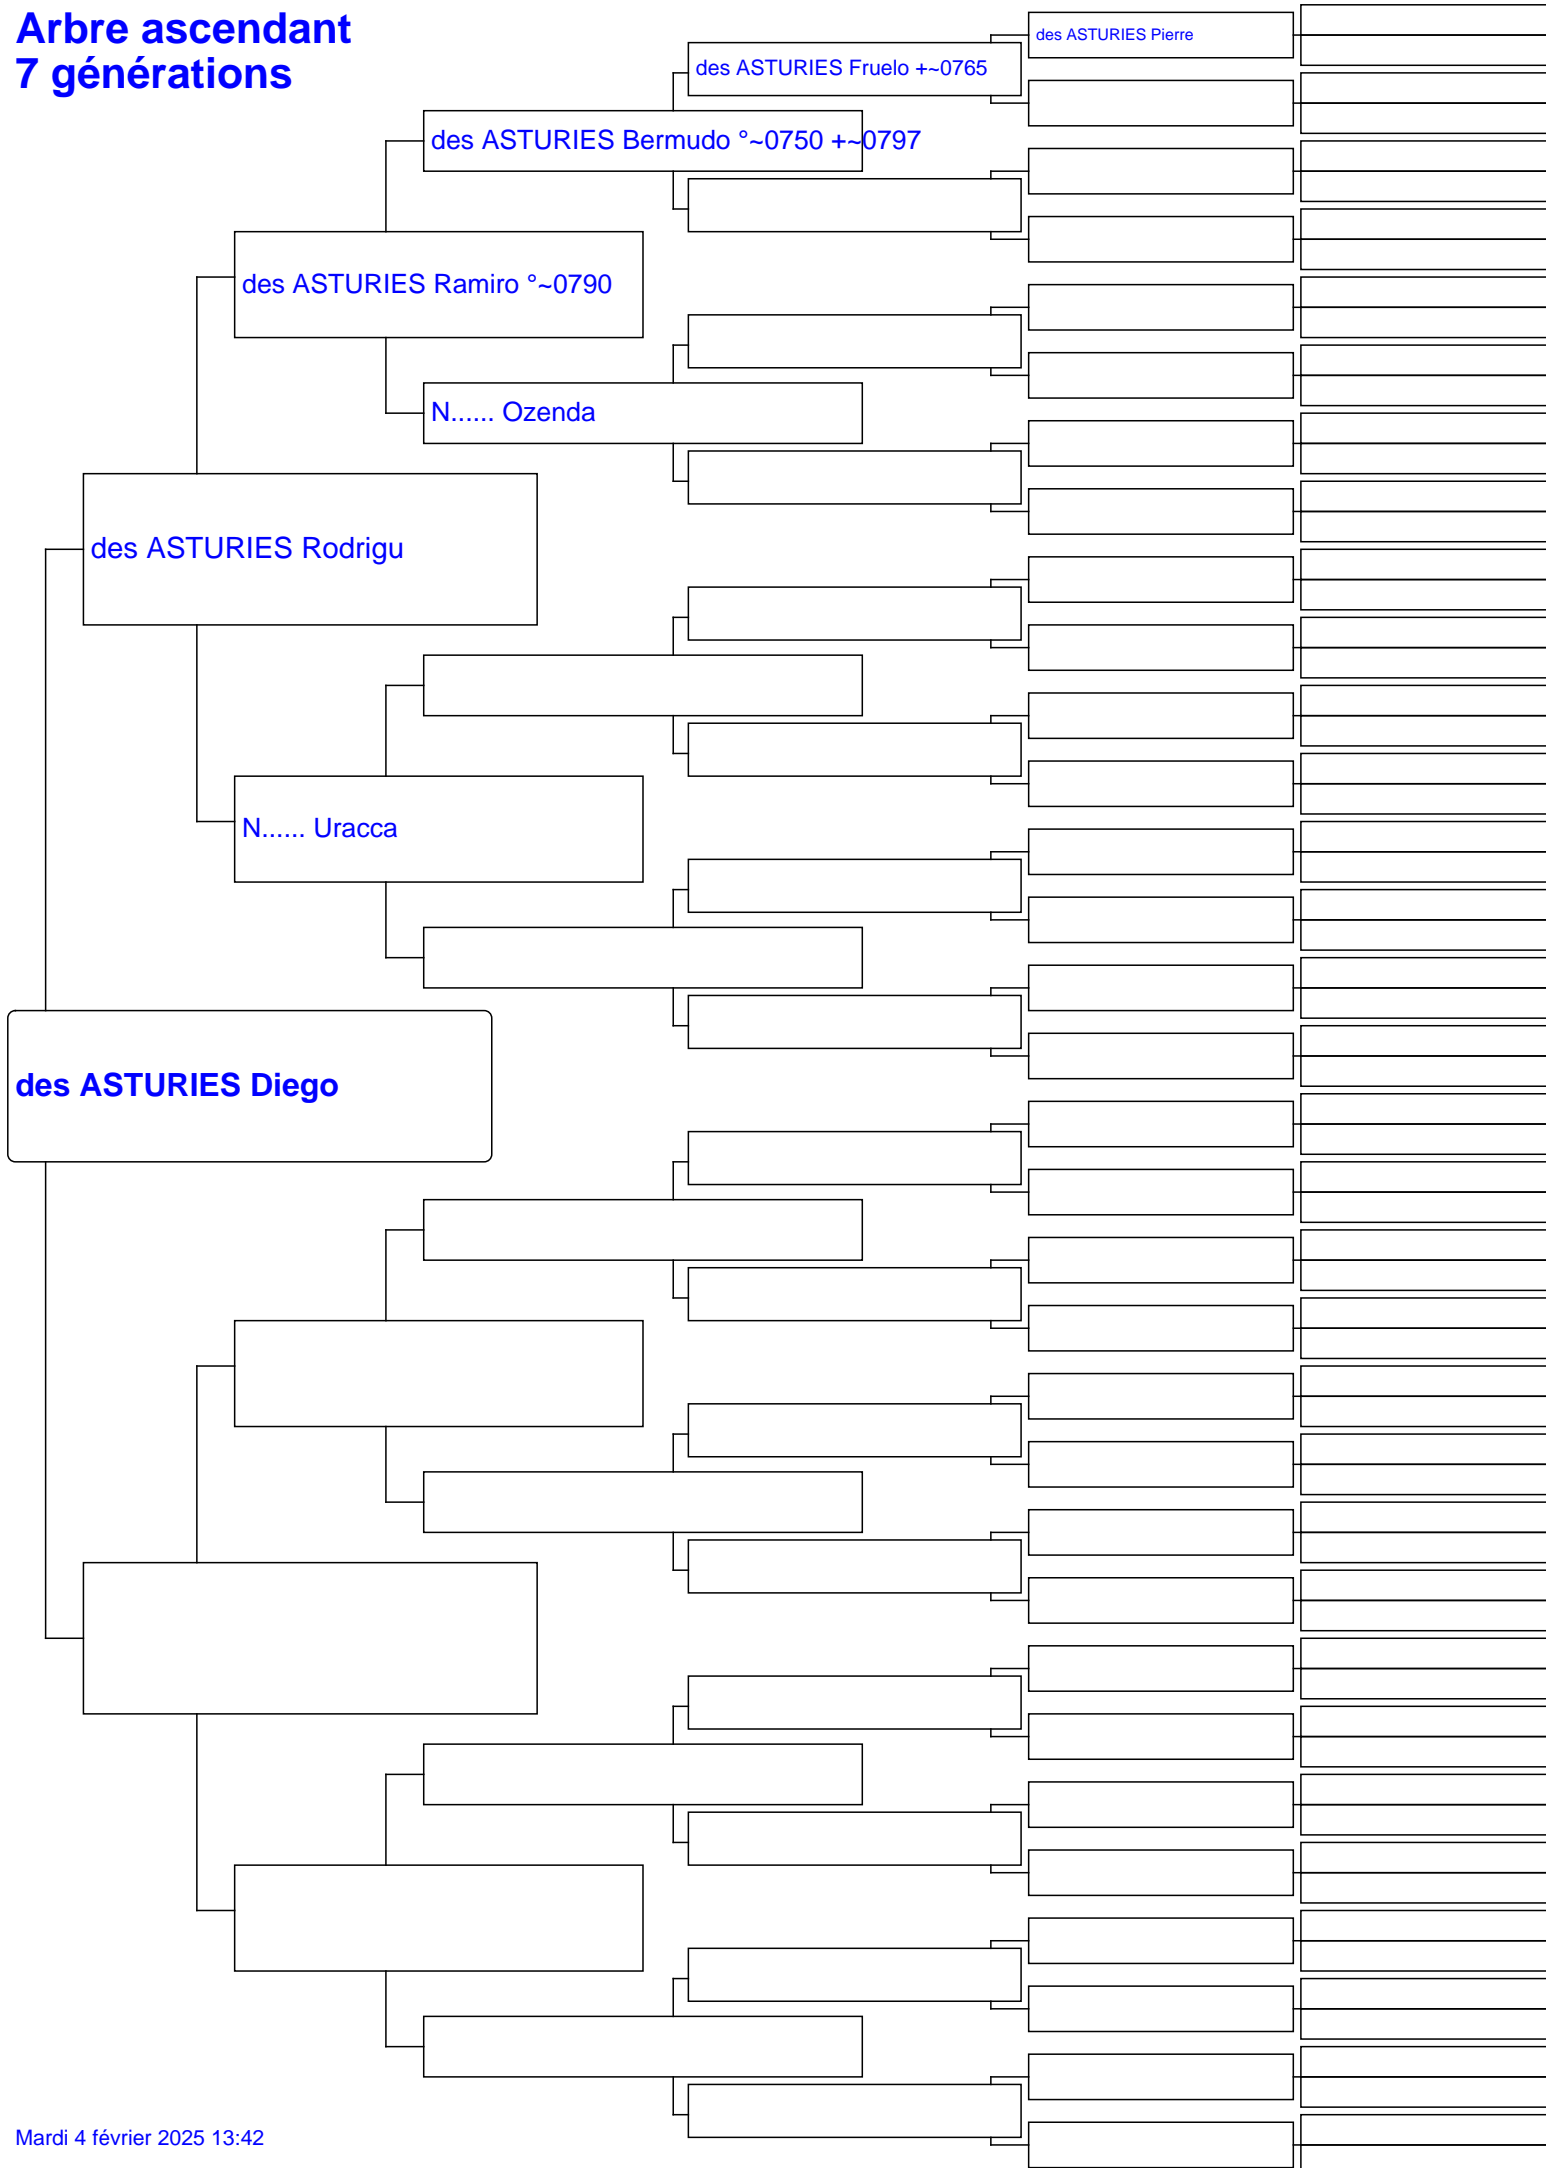 Arbre ascendant
7 générations
des ASTURIES Pierre
des ASTURIES Fruelo +~0765
des ASTURIES Bermudo °~0750 +~0797
des ASTURIES Ramiro °~0790
N...... Ozenda
des ASTURIES Rodrigu
N...... Uracca
des ASTURIES Diego
Mardi 4 février 2025 13:42